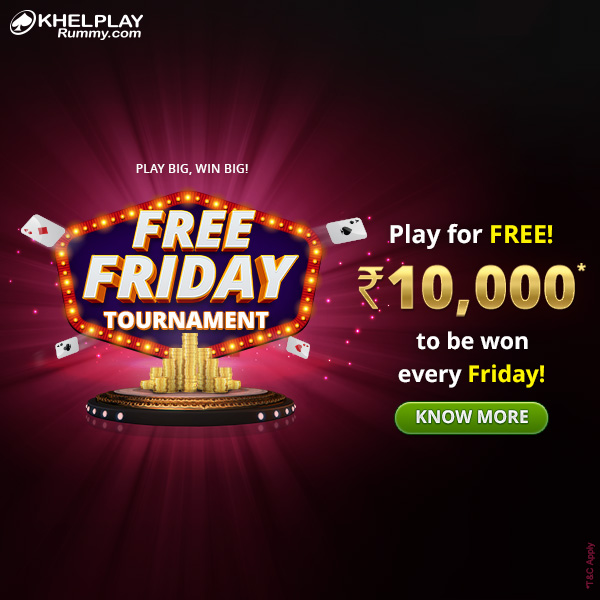 KHELPLAY
Rummy.com
PLAY BIG, WIN BIG!
FREE
FRIDAY
TOURNAMENT
Play for FREE!
₹10,000*
to be won
every Friday!
KNOW MORE
*T&C Apply